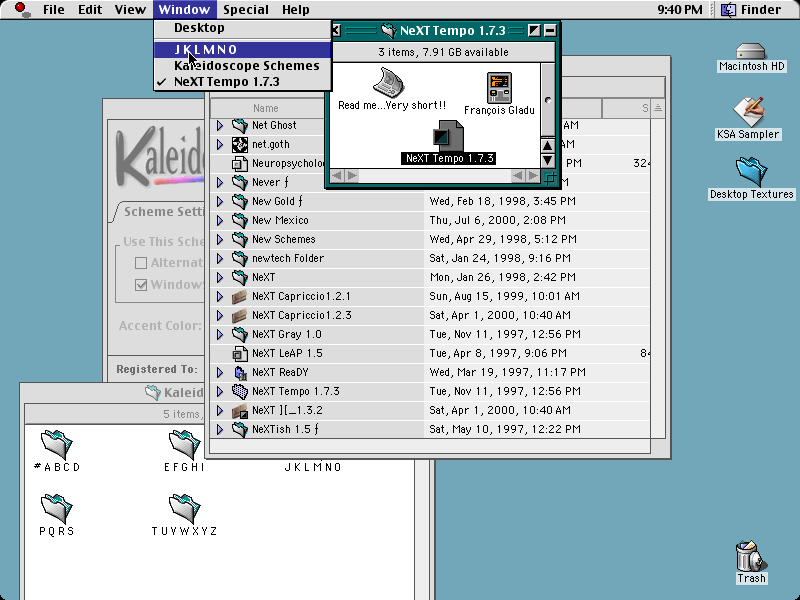 File Edit View Window Special Help 9:40 PM Finder
Desktop
J K L M N O
Kaleidoscope Schemes
✓ NeXT Tempo 1.7.3
NeXT Tempo 1.7.3
3 items, 7.91 GB available
Read me...Very short!!
François Gladu
NeXT Tempo 1.7.3
Macintosh HD
KSA Sampler
Desktop Textures
Trash
Name
Net Ghost AM
net.goth AM
Neuropsycholo PM 324
Never ƒ
New Gold ƒ Wed, Feb 18, 1998, 3:45 PM
New Mexico Thu, Jul 6, 2000, 2:08 PM
New Schemes Wed, Apr 29, 1998, 5:12 PM
newtech Folder Sat, Jan 24, 1998, 9:16 PM
NeXT Mon, Jan 26, 1998, 2:42 PM
NeXT Capriccio1.2.1 Sun, Aug 15, 1999, 10:01 AM
NeXT Capriccio1.2.3 Sat, Apr 1, 2000, 10:40 AM
NeXT Gray 1.0 Tue, Nov 11, 1997, 12:56 PM
NeXT LeAP 1.5 Tue, Apr 8, 1997, 9:06 PM 84
NeXT ReaDY Wed, Mar 19, 1997, 11:17 PM
NeXT Tempo 1.7.3 Tue, Nov 11, 1997, 12:56 PM
NeXT ][_1.3.2 Sat, Apr 1, 2000, 10:40 AM
NeXTish 1.5 ƒ Sat, May 10, 1997, 12:22 PM
Kaleid
Scheme Setti
Use This Sche
Alternat
Window
Accent Color:
Registered To:
Kaleid
5 items,
#ABCD EFGHI JKLMNO
PQRS TUVWXYZ